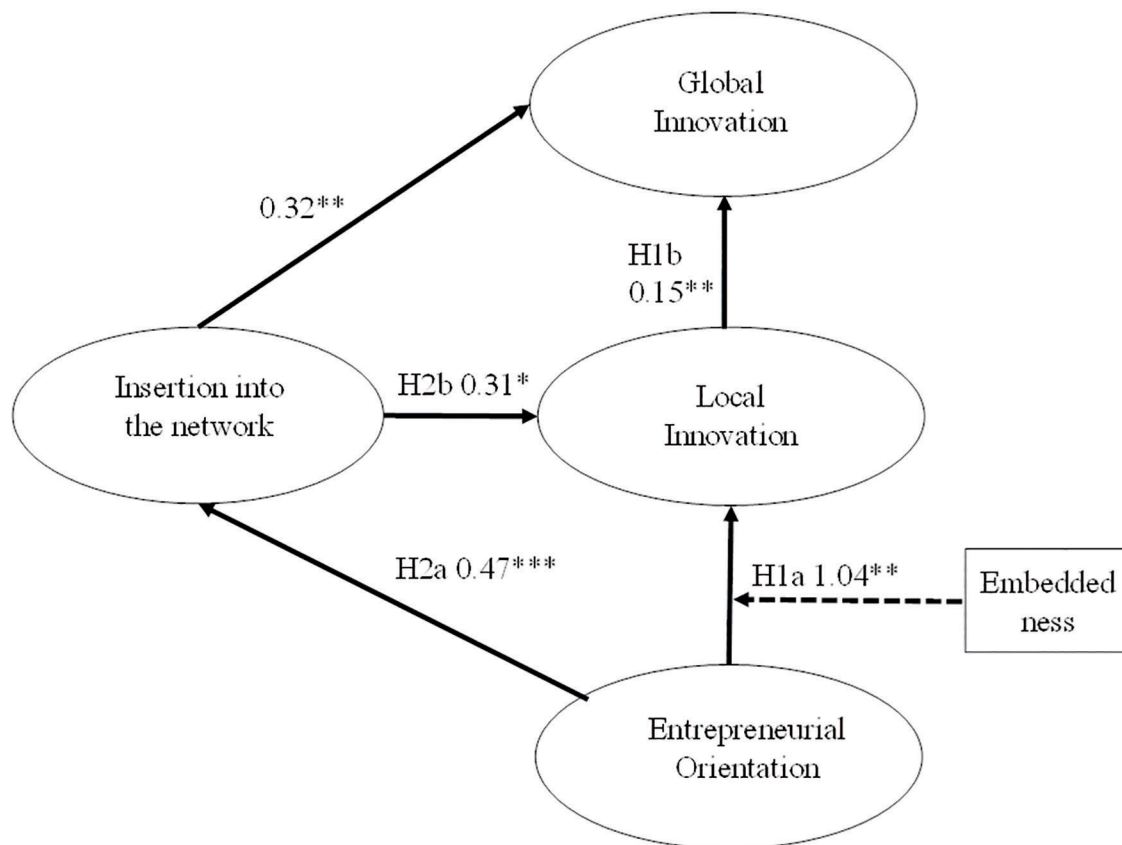 Global
Innovation
0.32**
H1b
0.15**
Insertion into
the network
H2b 0.31*
Local
Innovation
H2a 0.47***
H1a 1.04**
Embedded
ness
Entrepreneurial
Orientation